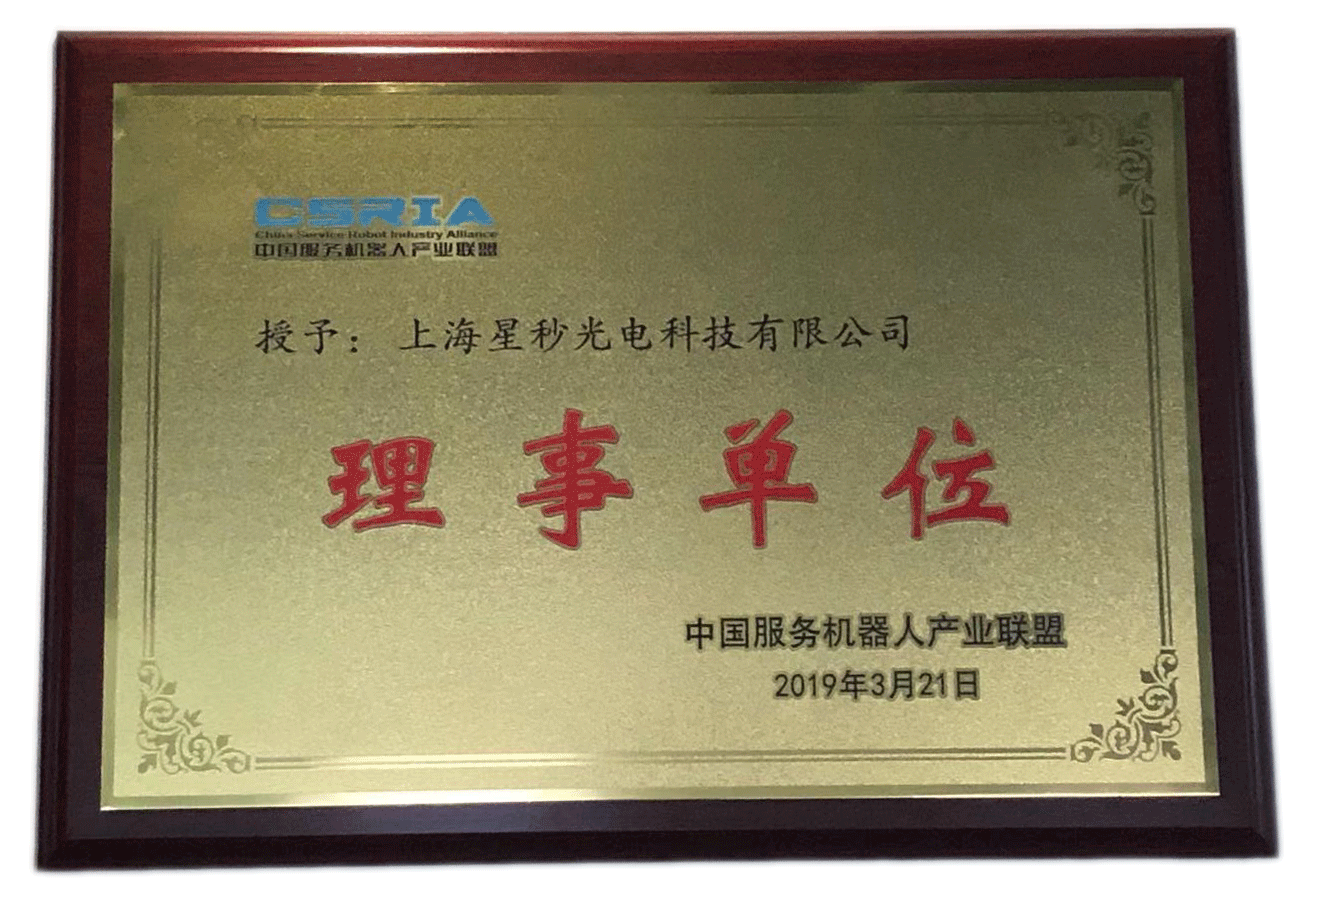 CSRIA
China Service Robot Industry Alliance
中国服务机器人产业联盟
授予：上海星秒光电科技有限公司
理事单位
中国服务机器人产业联盟
2019年3月21日